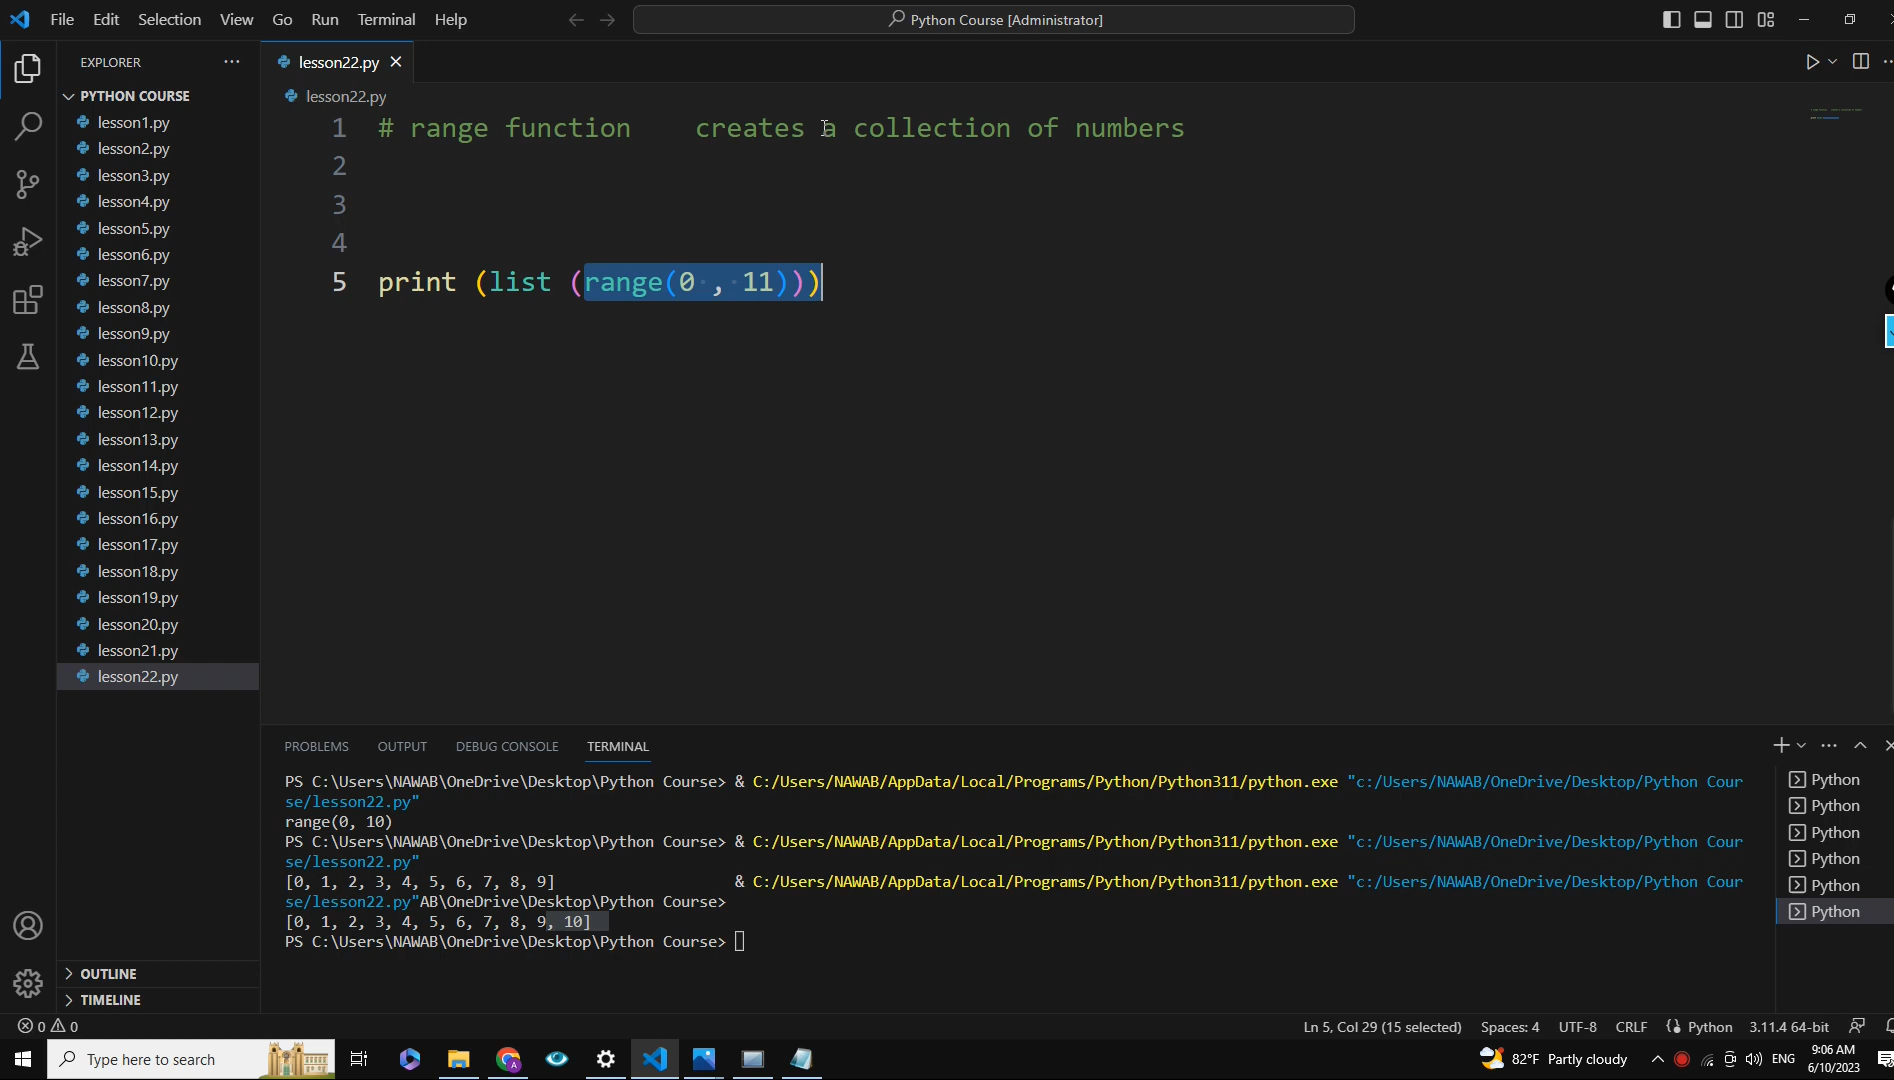 File Edit Selection View Go Run Terminal Help
Python Course [Administrator]
EXPLORER
PYTHON COURSE
lesson1.py
lesson2.py
lesson3.py
lesson4.py
lesson5.py
lesson6.py
lesson7.py
lesson8.py
lesson9.py
lesson10.py
lesson11.py
lesson12.py
lesson13.py
lesson14.py
lesson15.py
lesson16.py
lesson17.py
lesson18.py
lesson19.py
lesson20.py
lesson21.py
lesson22.py
OUTLINE
TIMELINE
lesson22.py
lesson22.py
1 # range function    creates a collection of numbers
2
3
4
5 print (list (range(0 , 11)))
PROBLEMS OUTPUT DEBUG CONSOLE TERMINAL
PS C:\Users\NAWAB\OneDrive\Desktop\Python Course> & C:/Users/NAWAB/AppData/Local/Programs/Python/Python311/python.exe "c:/Users/NAWAB/OneDrive/Desktop/Python Cour
se/lesson22.py"
range(0, 10)
PS C:\Users\NAWAB\OneDrive\Desktop\Python Course> & C:/Users/NAWAB/AppData/Local/Programs/Python/Python311/python.exe "c:/Users/NAWAB/OneDrive/Desktop/Python Cour
se/lesson22.py"
[0, 1, 2, 3, 4, 5, 6, 7, 8, 9] & C:/Users/NAWAB/AppData/Local/Programs/Python/Python311/python.exe "c:/Users/NAWAB/OneDrive/Desktop/Python Cour
se/lesson22.py"AB\OneDrive\Desktop\Python Course>
[0, 1, 2, 3, 4, 5, 6, 7, 8, 9, 10]
PS C:\Users\NAWAB\OneDrive\Desktop\Python Course>
Python
Python
Python
Python
Python
Python
0 0 Ln 5, Col 29 (15 selected) Spaces: 4 UTF-8 CRLF Python 3.11.4 64-bit
Type here to search
A
82°F Partly cloudy
ENG
9:06 AM
6/10/2023